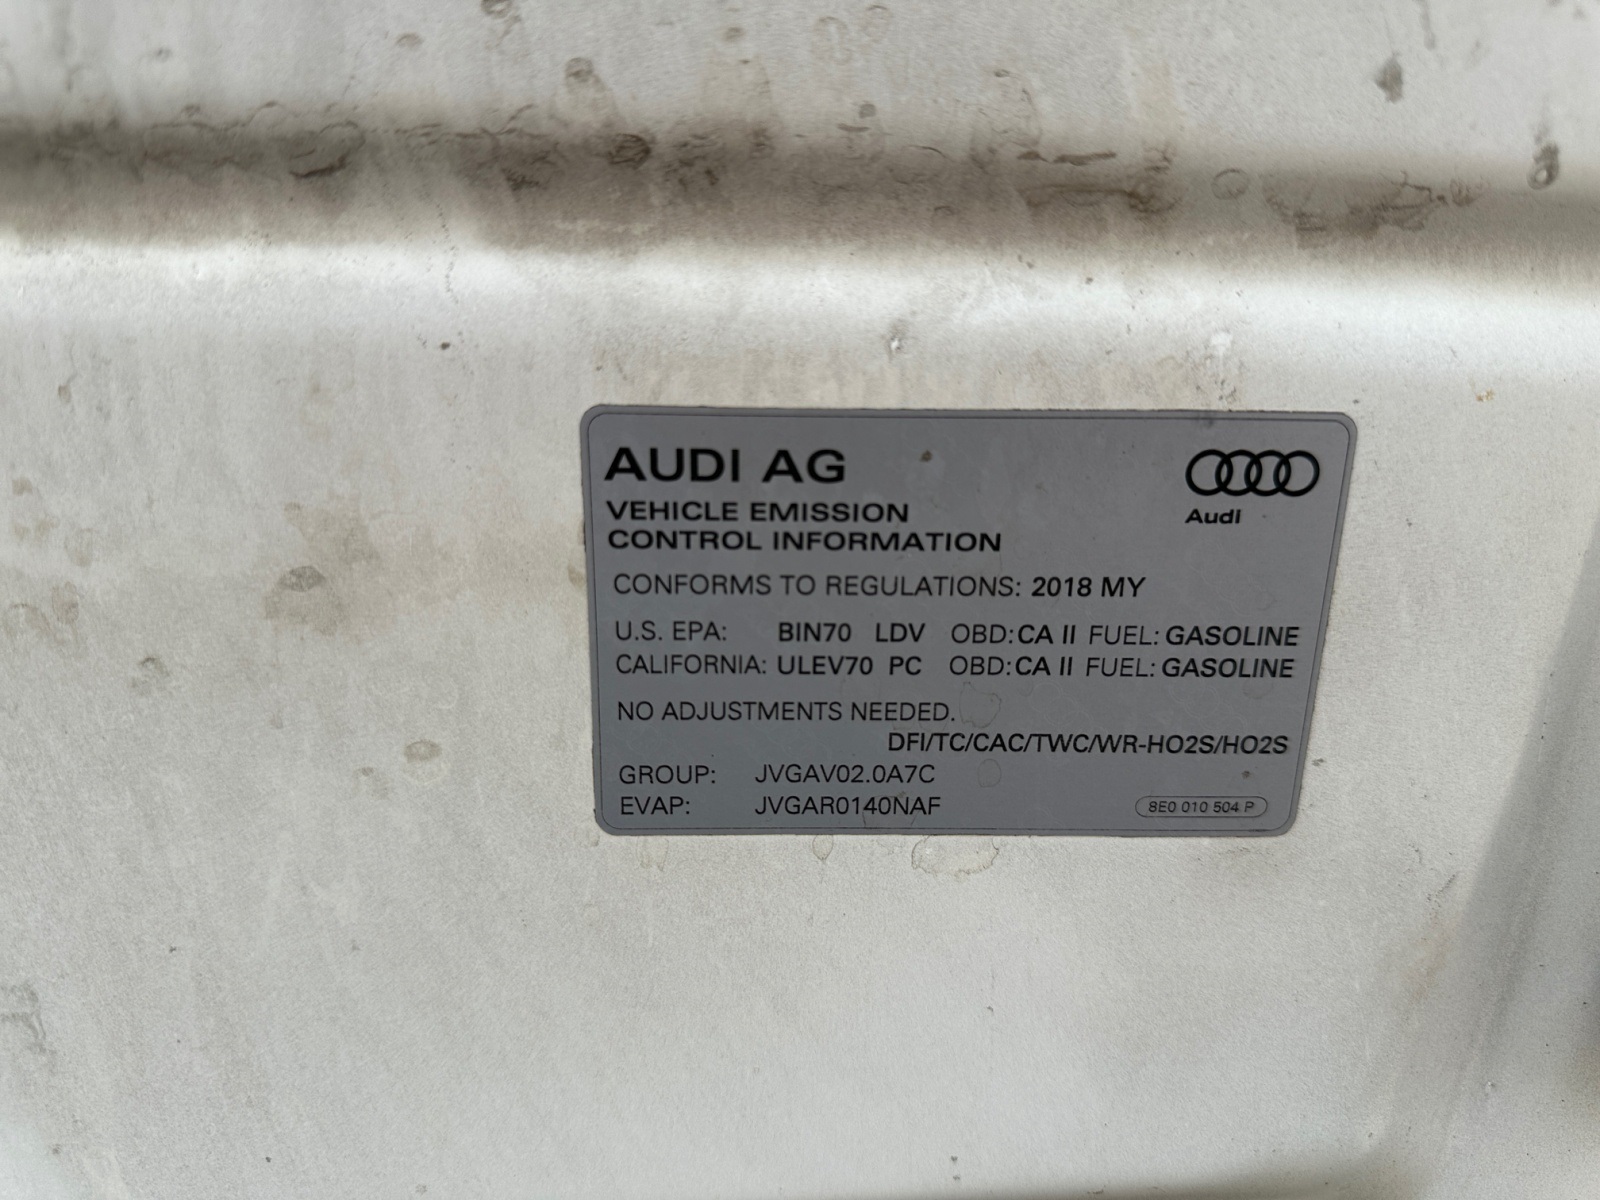 AUDI AG
Audi
VEHICLE EMISSION
CONTROL INFORMATION
CONFORMS TO REGULATIONS: 2018 MY
U.S. EPA: BIN70 LDV OBD: CA II FUEL: GASOLINE
CALIFORNIA: ULEV70 PC OBD: CA II FUEL: GASOLINE
NO ADJUSTMENTS NEEDED.
DFI/TC/CAC/TWC/WR-HO2S/HO2S
GROUP: JVGAV02.0A7C
EVAP: JVGAR0140NAF
8E0 010 504 P